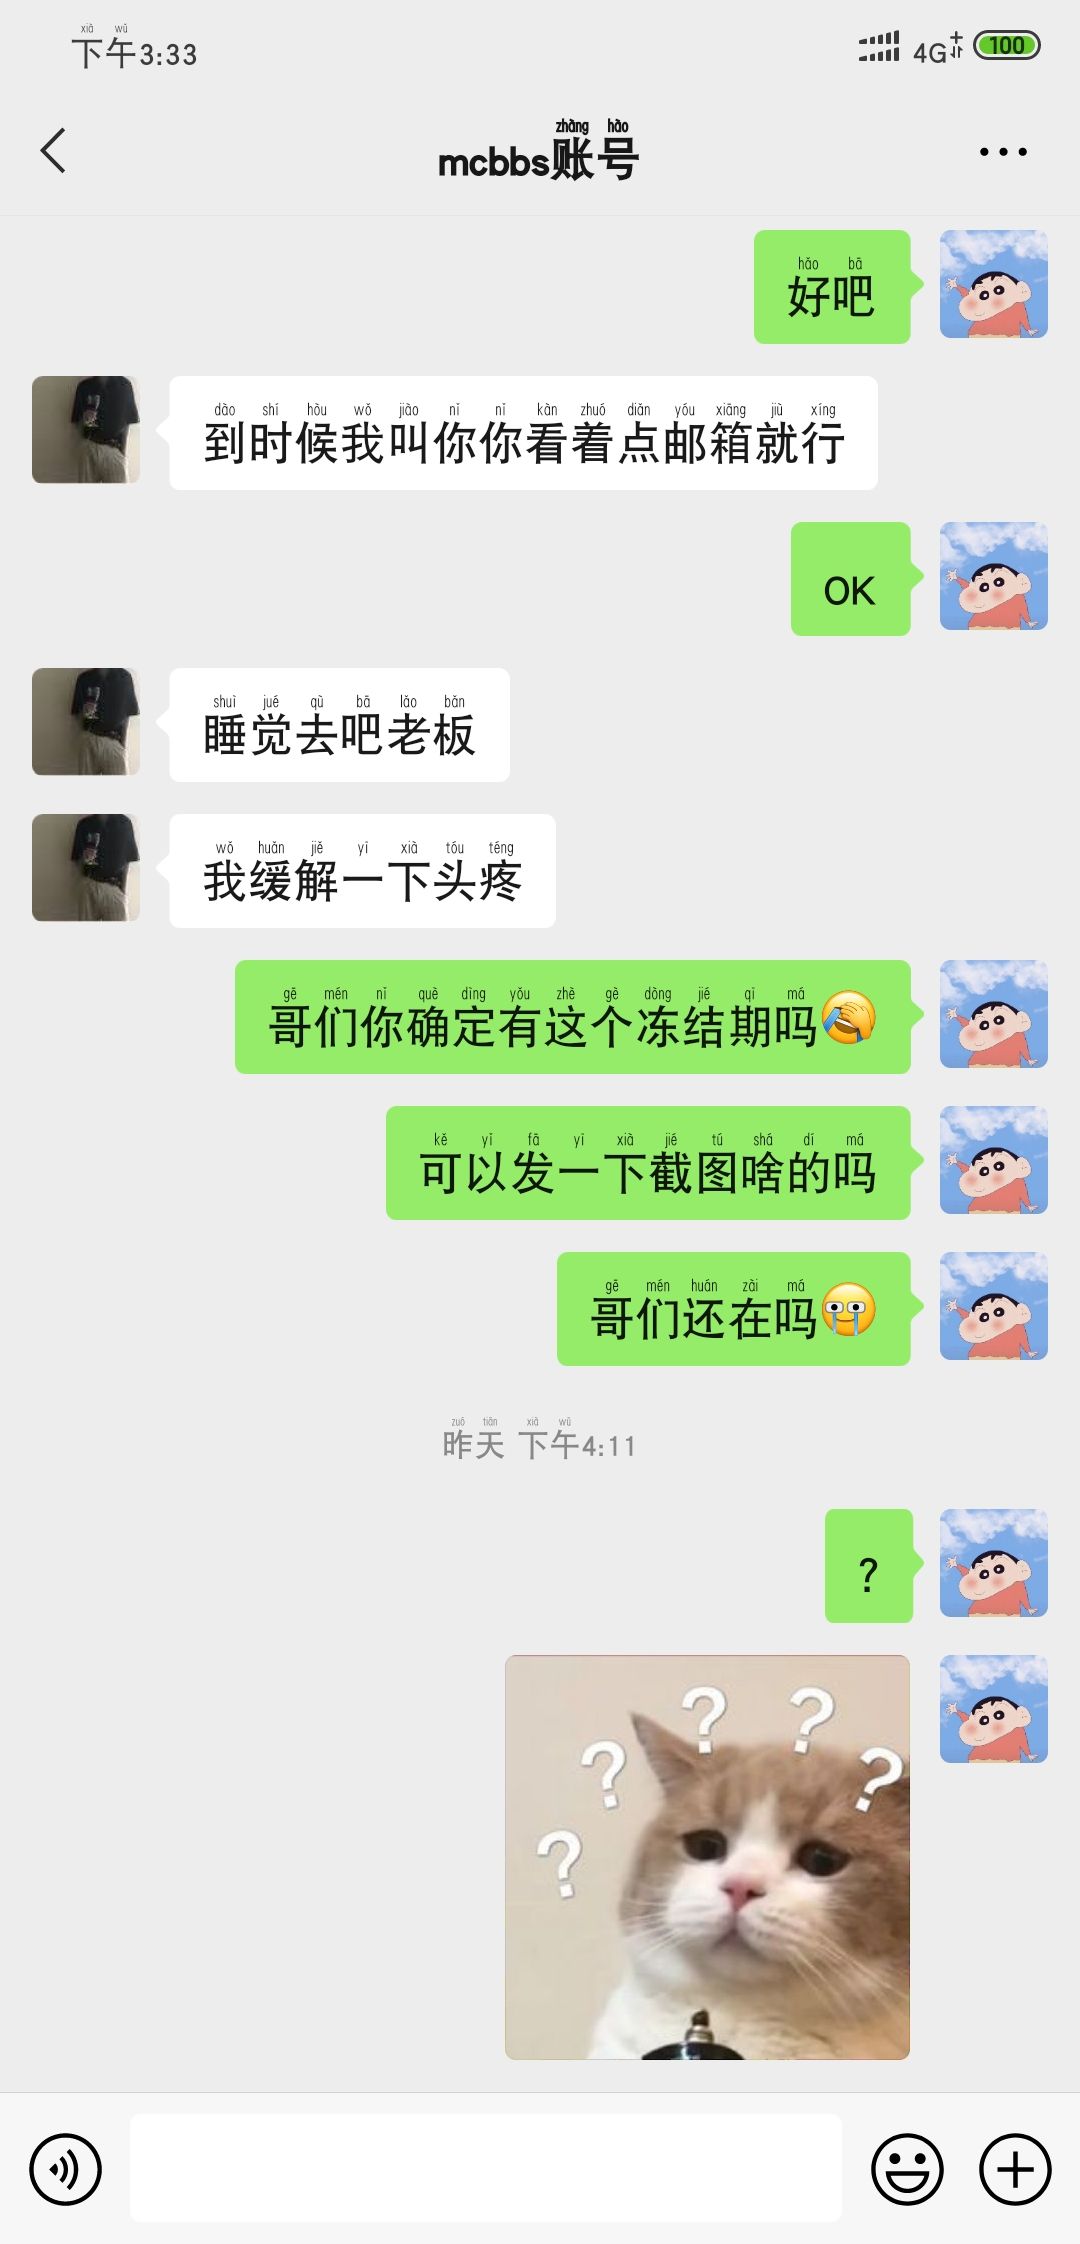 xià wǔ
下午3:33 4G 100
zhàng hào
mcbbs账号
hǎo bā
好吧
dào shí hòu wǒ jiào nǐ nǐ kàn zhuó diǎn yóu xiāng jiù xíng
到时候我叫你你看着点邮箱就行
OK
shuì jué qù bā lǎo bǎn
睡觉去吧老板
wǒ huǎn jiě yī xià tóu téng
我缓解一下头疼
gē mén nǐ què dìng yǒu zhè gè dòng jié qī má
哥们你确定有这个冻结期吗🤣
kě yǐ fā yī xià jié tú shá dí má
可以发一下截图啥的吗
gē mén huán zài má
哥们还在吗😭
zuó tiān xià wǔ
昨天 下午4:11
?
? ? ? ? ?